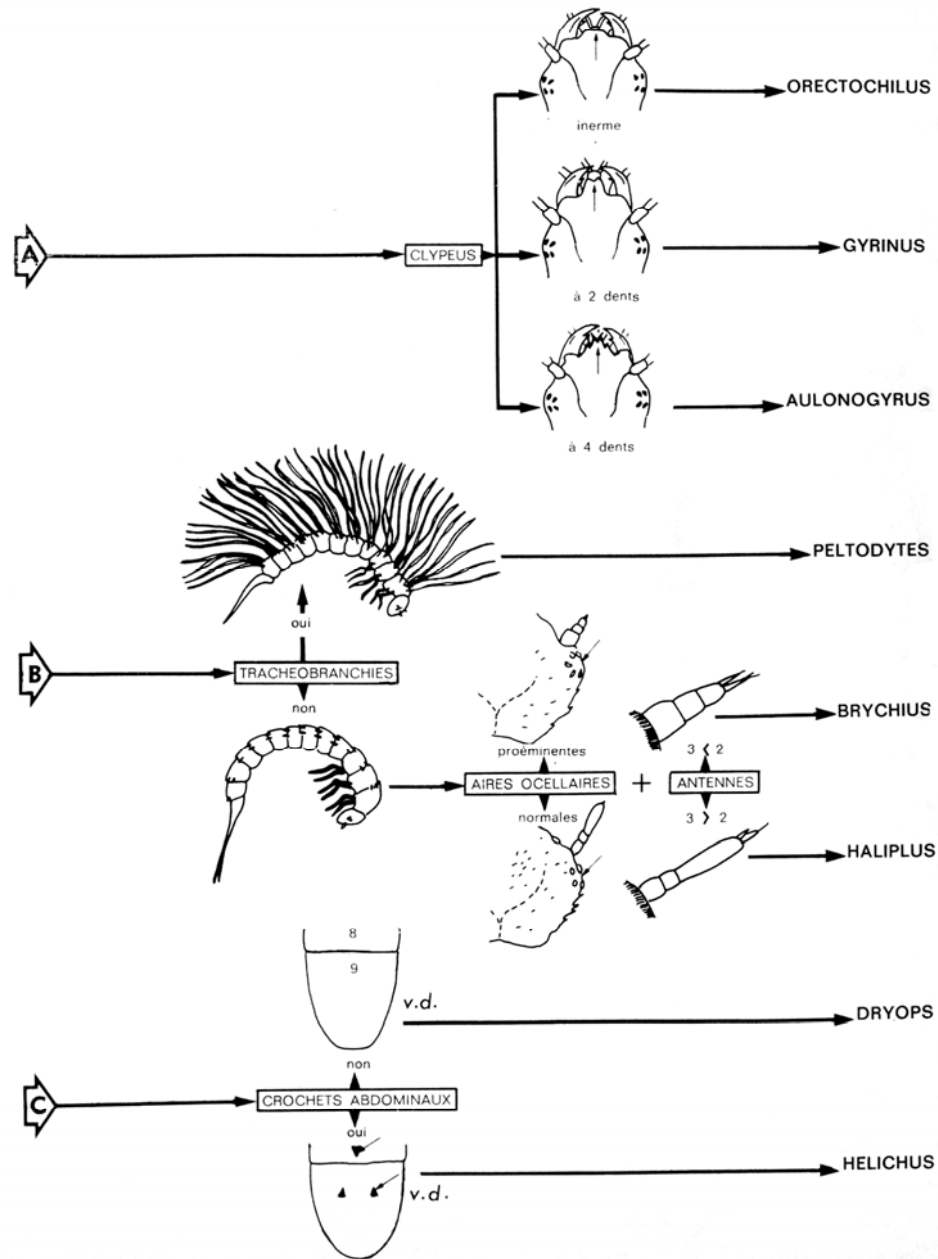 ORECTOCHILUS
inerme
A
CLYPEUS
GYRINUS
à 2 dents
AULONOGYRUS
à 4 dents
PELTODYTES
oui
B
TRACHEOBRANCHIES
non
BRYCHIUS
proéminentes
3 < 2
AIRES OCELLAIRES + ANTENNES
normales
3 > 2
HALIPLUS
8
9
v.d.
DRYOPS
non
C
CROCHETS ABDOMINAUX
oui
HELICHUS
v.d.